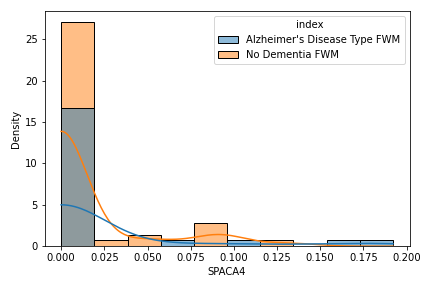 index
Alzheimer's Disease Type FWM
No Dementia FWM
Density
25
20
15
10
5
0
0.000 0.025 0.050 0.075 0.100 0.125 0.150 0.175 0.200
SPACA4